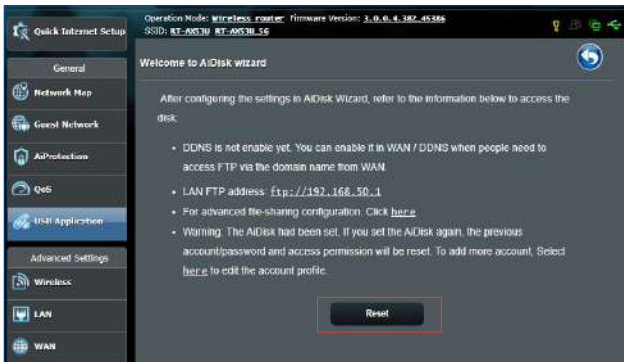 Quick Internet Setup
Operation Mode: Wireless router Firmware Version: 3.0.0.4.382_45386
SSID: RT-AX53U RT-AX53U_5G
General
Network Map
Guest Network
AiProtection
QoS
USB Application
Advanced Settings
Wireless
LAN
WAN
Welcome to AiDisk wizard
After configuring the settings in AiDisk Wizard, refer to the information below to access the
disk:
• DDNS is not enable yet. You can enable it in WAN / DDNS when people need to
access FTP via the domain name from WAN.
• LAN FTP address: ftp://192.168.50.1
• For advanced file-sharing configuration. Click here
• Warning: The AiDisk had been set. If you set the AiDisk again, the previous
account/password and access permission will be reset. To add more account, Select
here to edit the account profile.
Reset